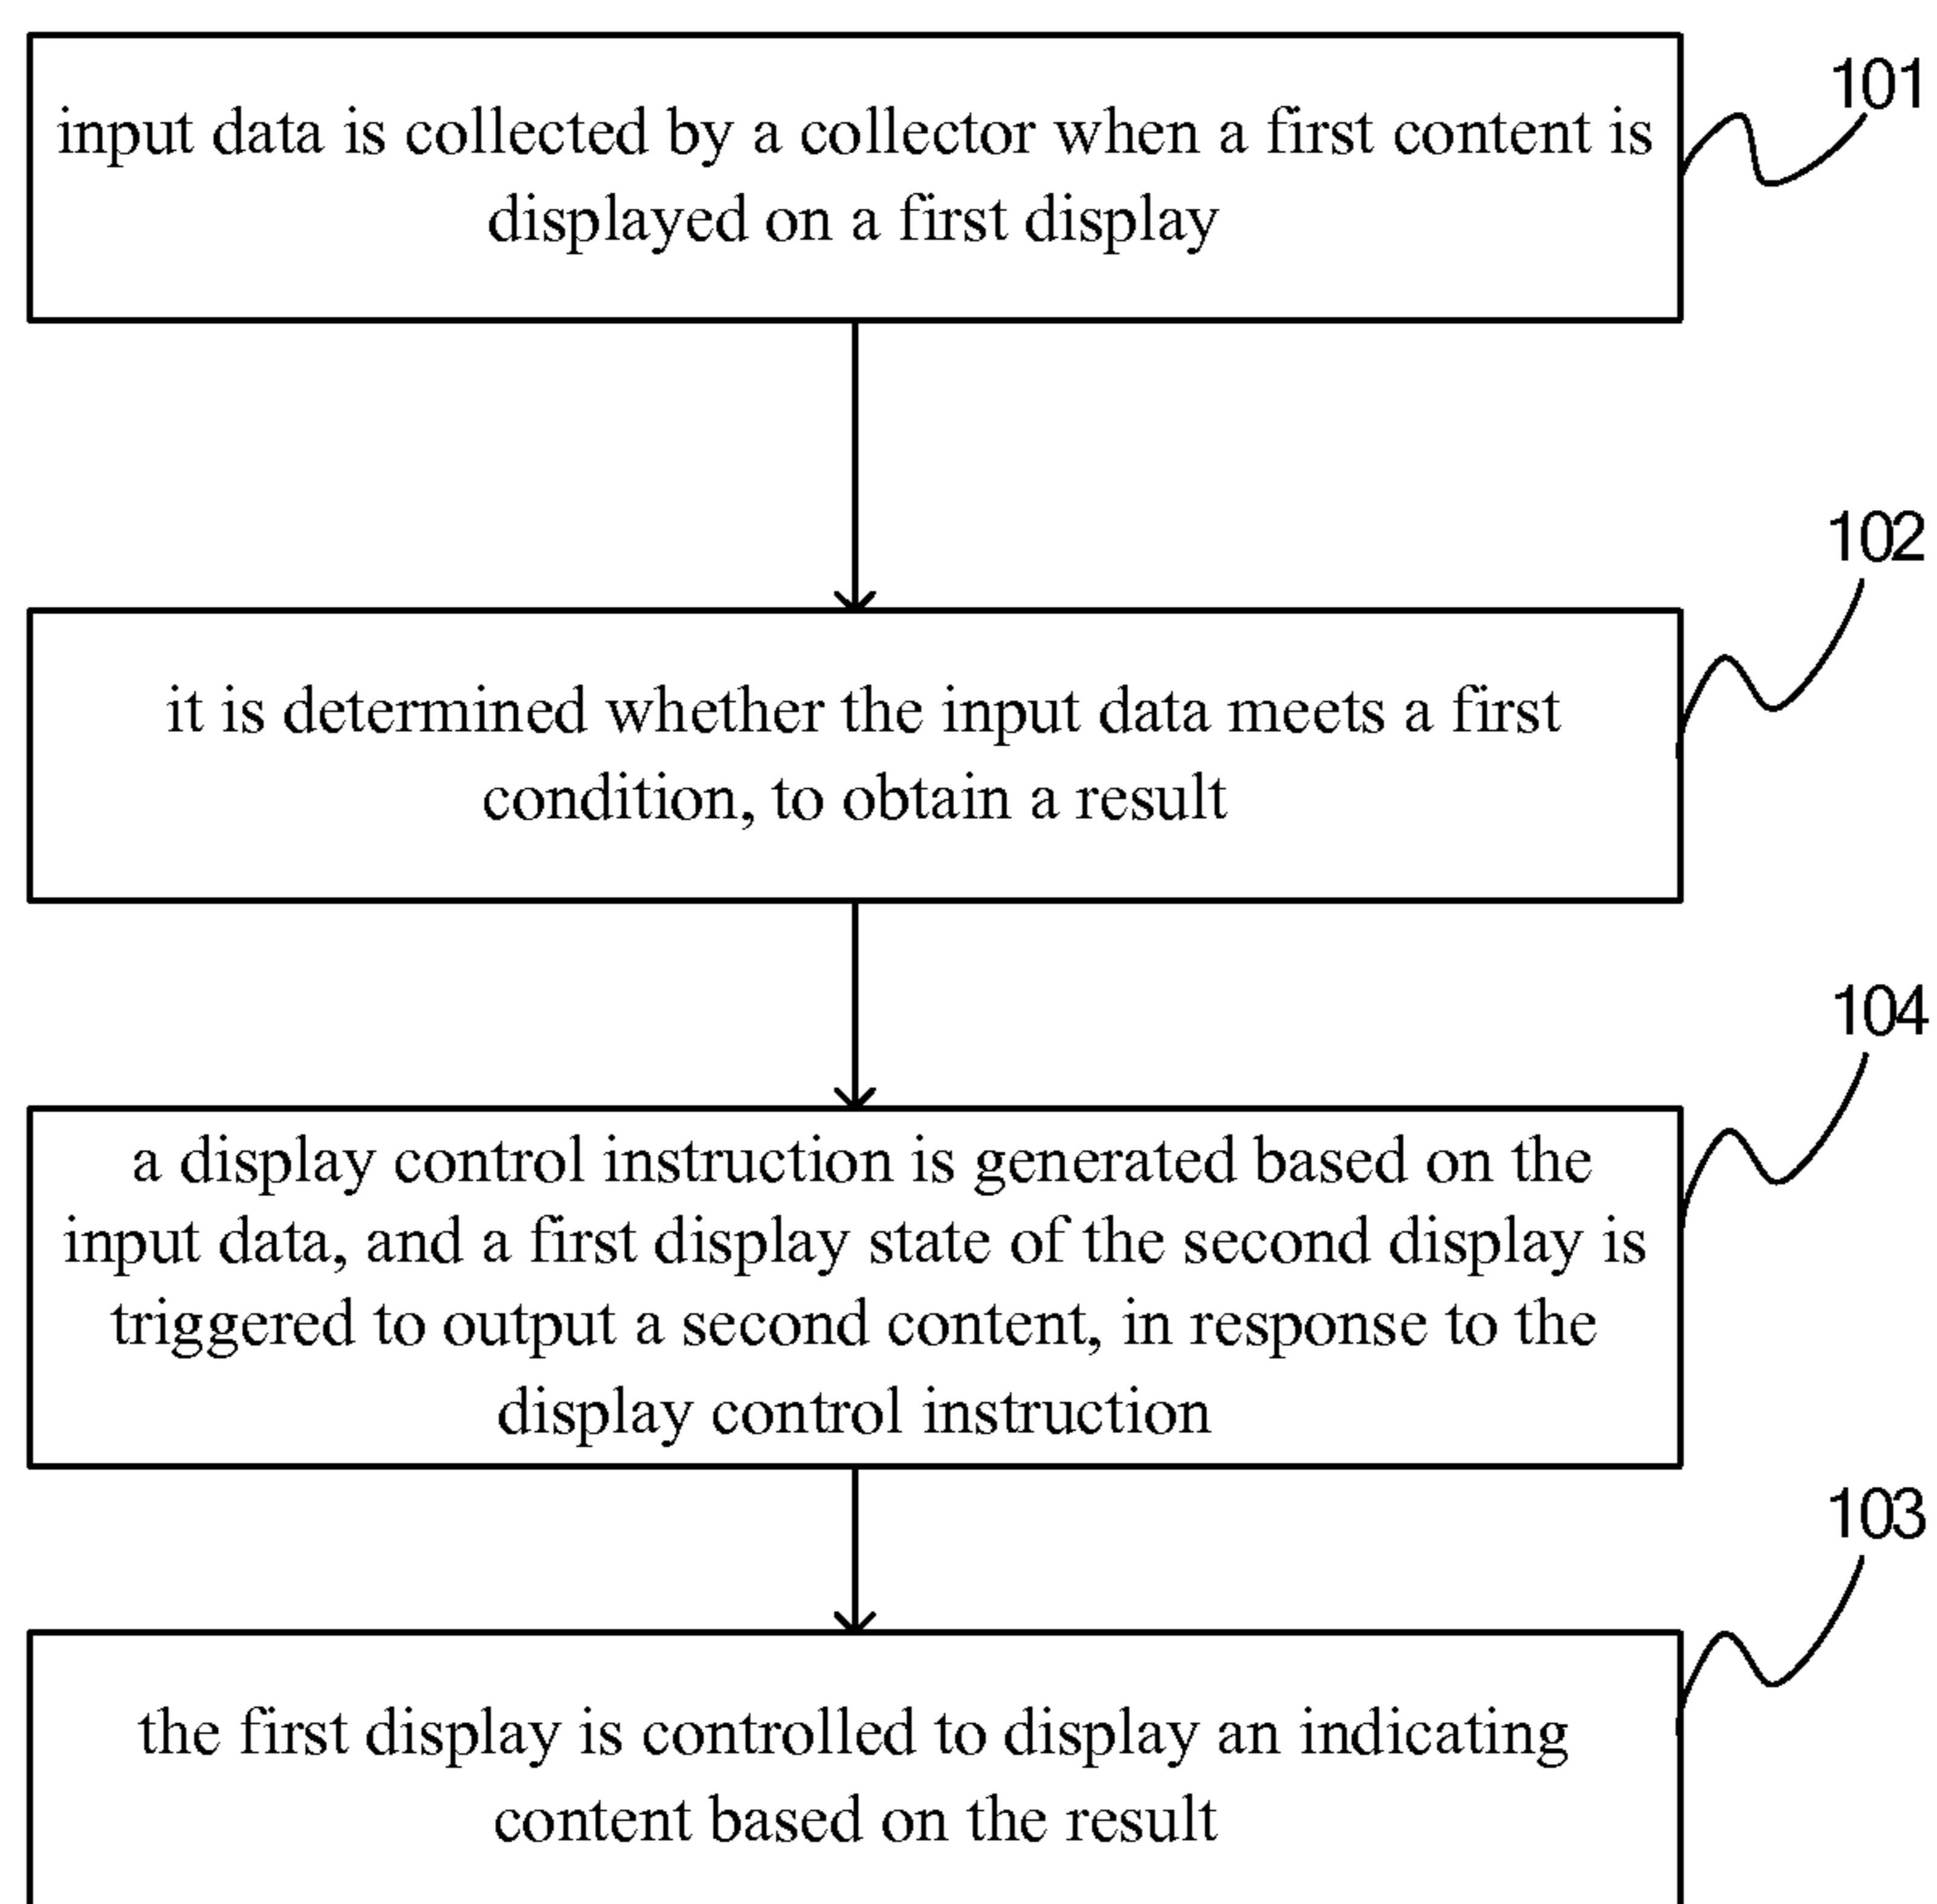 101
input data is collected by a collector when a first content is
displayed on a first display
102
it is determined whether the input data meets a first
condition, to obtain a result
104
a display control instruction is generated based on the
input data, and a first display state of the second display is
triggered to output a second content, in response to the
display control instruction
103
the first display is controlled to display an indicating
content based on the result